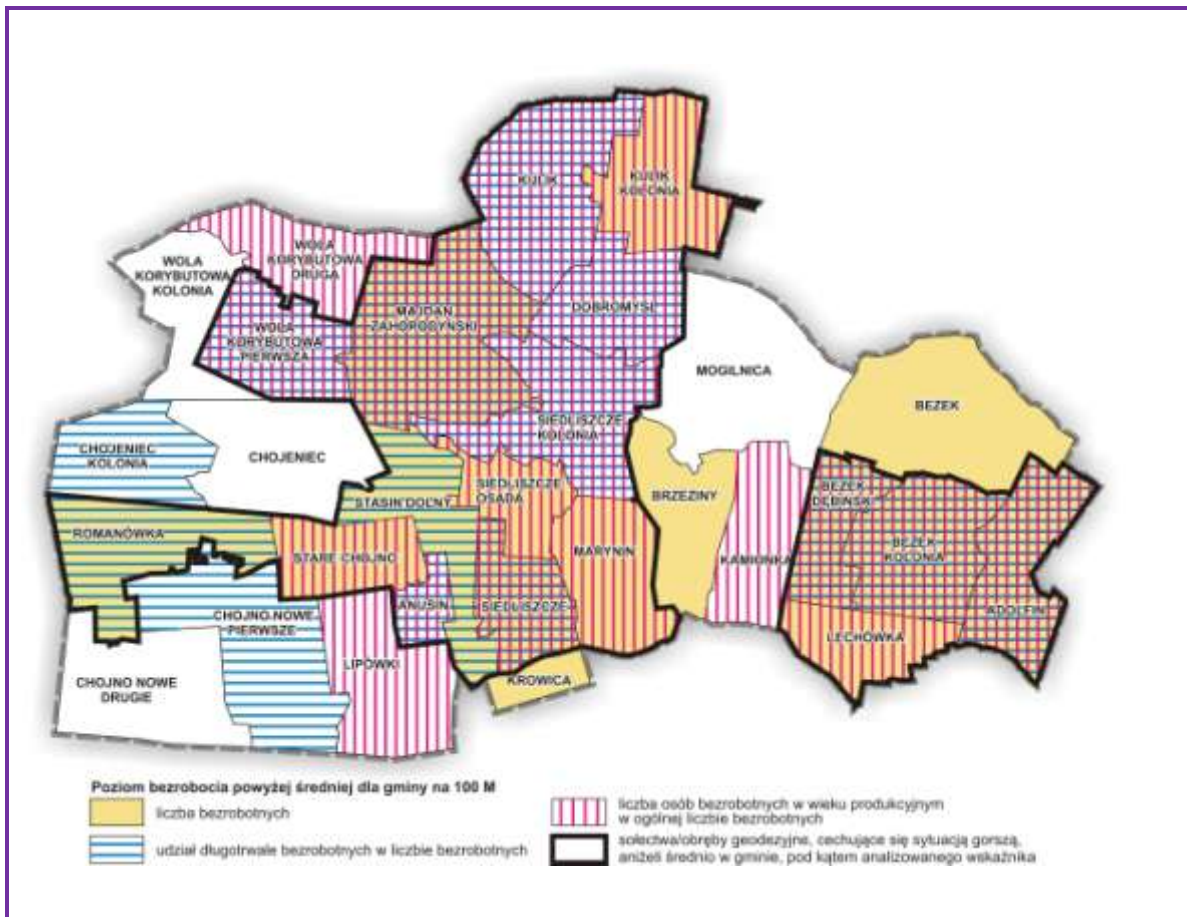 KULIK
KULIK
KOLONIA
WOLA
KORYBUTOWA
DRUGA
WOLA
KORYBUTOWA
KOLONIA
MAJDAN
ZAHORODYŃSKI
DOBROMYŚL
WOLA
KORYBUTOWA
PIERWSZA
MOGILNICA
BEZEK
SIEDLISZCZE
KOLONIA
CHOJENIEC
KOLONIA
CHOJENIEC
SIEDLISZCZE
OSADA
STASIN DOLNY
BRZEZINY
BEZEK
DĘBIŃSKI
ROMANÓWKA
STARE CHOJNO
MARYNIN
KAMIONKA
BEZEK
KOLONIA
ANUSIN
SIEDLISZCZE
ADOLFIN
CHOJNO NOWE
PIERWSZE
LECHÓWKA
LIPÓWKI
KROWICA
CHOJNO NOWE
DRUGIE
Poziom bezrobocia powyżej średniej dla gminy na 100 M
liczba bezrobotnych
udział długotrwale bezrobotnych w liczbie bezrobotnych
liczba osób bezrobotnych w wieku produkcyjnym
w ogólnej liczbie bezrobotnych
sołectwa/obręby geodezyjne, cechujące się sytuacją gorszą,
aniżeli średnio w gminie, pod kątem analizowanego wskaźnika